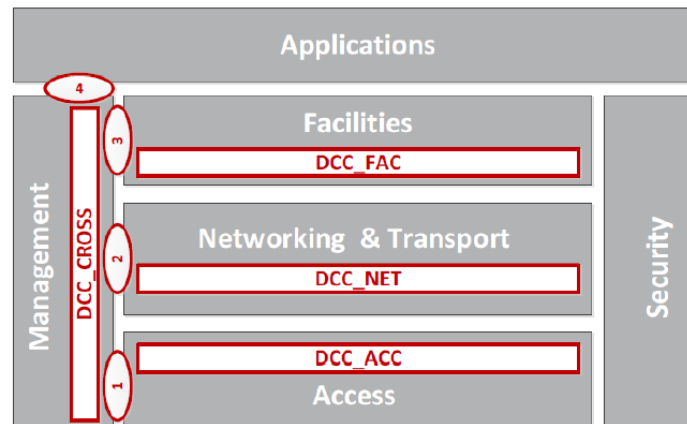 Applications
4
Management
DCC_CROSS
3
Facilities
DCC_FAC
2
Networking & Transport
DCC_NET
1
DCC_ACC
Access
Security